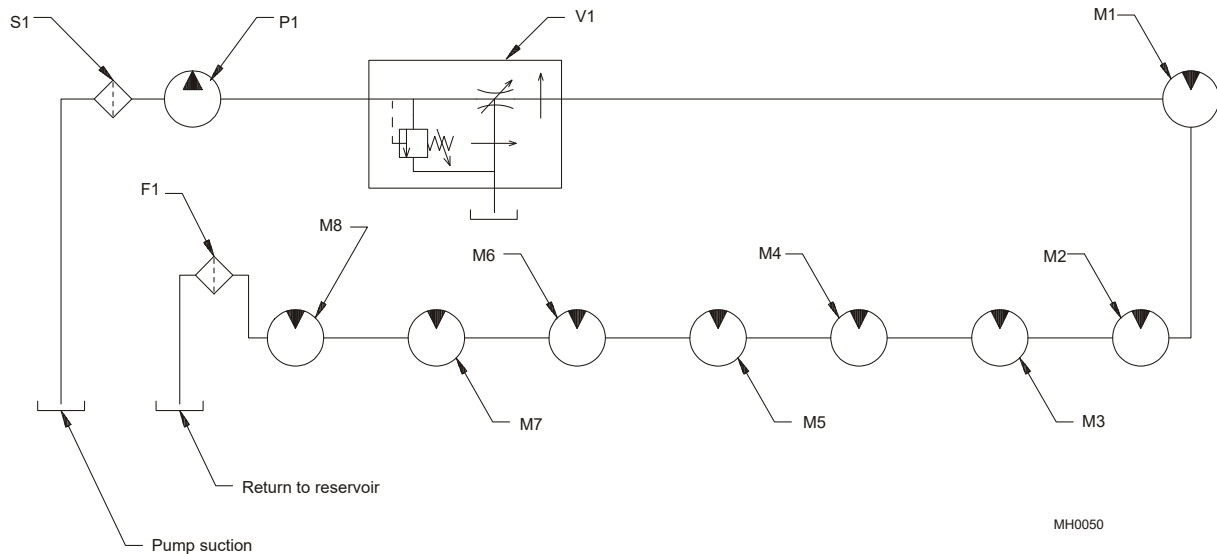 S1
P1
V1
M1
F1
M8
M6
M4
M2
M7
M5
M3
Return to reservoir
MH0050
Pump suction